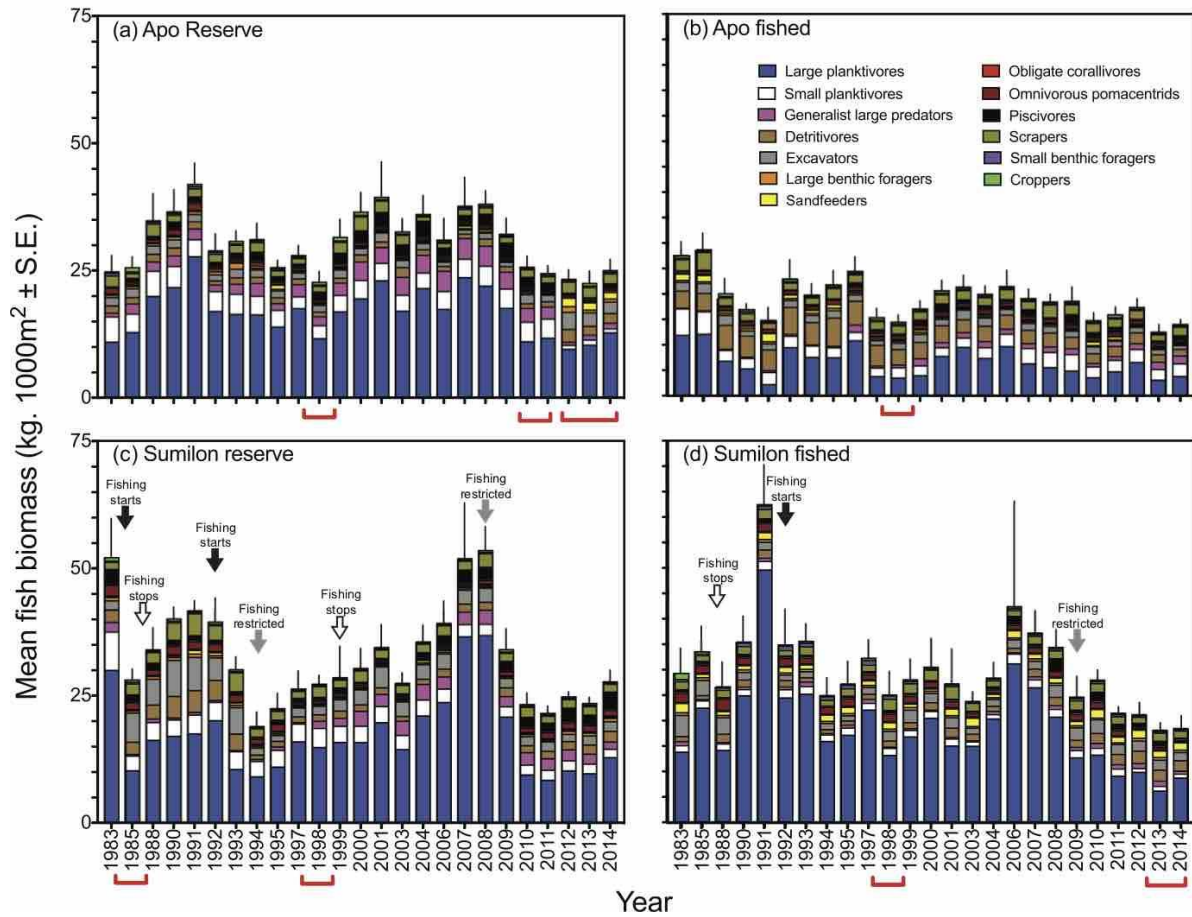 75
50
25
0
(a) Apo Reserve
(b) Apo fished
Large planktivores
Small planktivores
Generalist large predators
Detritivores
Excavators
Large benthic foragers
Sandfeeders
Obligate corallivores
Omnivorous pomacentrids
Piscivores
Scrapers
Small benthic foragers
Croppers
Mean fish biomass (kg. 1000m² ± S.E.)
75
50
25
0
(c) Sumilon reserve
Fishing
starts
Fishing
stops
Fishing
starts
Fishing
restricted
Fishing
stops
Fishing
restricted
(d) Sumilon fished
Fishing
stops
Fishing
starts
Fishing
restricted
1983
1985
1988
1990
1991
1992
1993
1994
1995
1997
1998
1999
2000
2001
2003
2004
2006
2007
2008
2009
2010
2011
2012
2013
2014
1983
1985
1988
1990
1991
1992
1993
1994
1995
1997
1998
1999
2000
2001
2003
2004
2006
2007
2008
2009
2010
2011
2012
2013
2014
Year